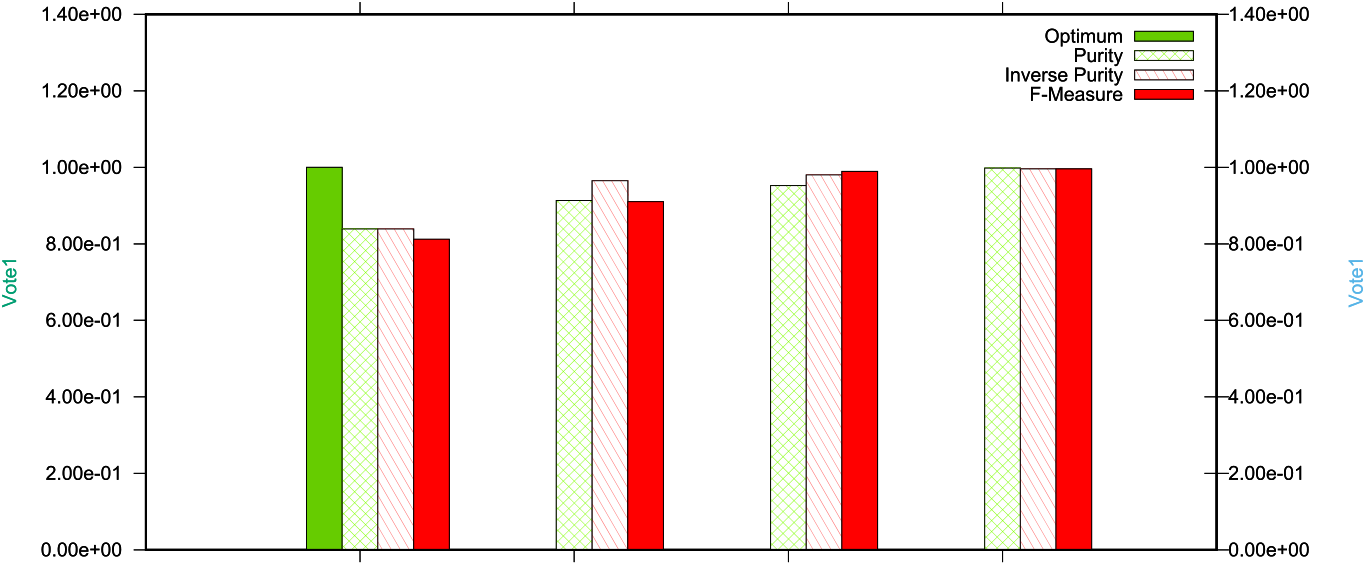 1.40e+00
1.20e+00
1.00e+00
8.00e-01
6.00e-01
4.00e-01
2.00e-01
0.00e+00
Vote1
Optimum
Purity
Inverse Purity
F-Measure
1.40e+00
1.20e+00
1.00e+00
8.00e-01
6.00e-01
4.00e-01
2.00e-01
0.00e+00
Vote1